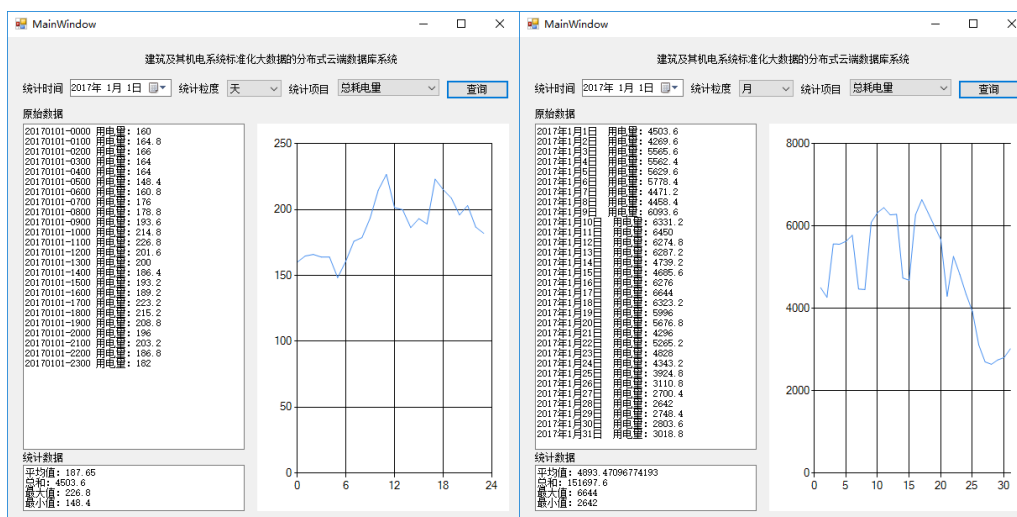 MainWindow
建筑及其机电系统标准化大数据的分布式云端数据库系统
统计时间 2017年 1月 1日 统计粒度 天 统计项目 总耗电量 查询
原始数据
20170101-0000 用电量: 160
20170101-0100 用电量: 164.8
20170101-0200 用电量: 166
20170101-0300 用电量: 164
20170101-0400 用电量: 164
20170101-0500 用电量: 148.4
20170101-0600 用电量: 160.8
20170101-0700 用电量: 176
20170101-0800 用电量: 178.8
20170101-0900 用电量: 193.6
20170101-1000 用电量: 214.8
20170101-1100 用电量: 226.8
20170101-1200 用电量: 201.6
20170101-1300 用电量: 200
20170101-1400 用电量: 186.4
20170101-1500 用电量: 193.2
20170101-1600 用电量: 189.2
20170101-1700 用电量: 223.2
20170101-1800 用电量: 215.2
20170101-1900 用电量: 208.8
20170101-2000 用电量: 196
20170101-2100 用电量: 203.2
20170101-2200 用电量: 186.8
20170101-2300 用电量: 182
统计数据
平均值: 187.65
总和: 4503.6
最大值: 226.8
最小值: 148.4
250
200
150
100
50
0
0 6 12 18 24
MainWindow
建筑及其机电系统标准化大数据的分布式云端数据库系统
统计时间 2017年 1月 1日 统计粒度 月 统计项目 总耗电量 查询
原始数据
2017年1月1日 用电量: 4503.6
2017年1月2日 用电量: 4269.6
2017年1月3日 用电量: 5565.6
2017年1月4日 用电量: 5562.4
2017年1月5日 用电量: 5629.6
2017年1月6日 用电量: 5778.4
2017年1月7日 用电量: 4471.2
2017年1月8日 用电量: 4458.4
2017年1月9日 用电量: 6093.6
2017年1月10日 用电量: 6331.2
2017年1月11日 用电量: 6450
2017年1月12日 用电量: 6274.8
2017年1月13日 用电量: 6287.2
2017年1月14日 用电量: 4739.2
2017年1月15日 用电量: 4685.6
2017年1月16日 用电量: 6276
2017年1月17日 用电量: 6644
2017年1月18日 用电量: 6323.2
2017年1月19日 用电量: 5996
2017年1月20日 用电量: 5676.8
2017年1月21日 用电量: 4296
2017年1月22日 用电量: 5265.2
2017年1月23日 用电量: 4828
2017年1月24日 用电量: 4343.2
2017年1月25日 用电量: 3924.8
2017年1月26日 用电量: 3110.8
2017年1月27日 用电量: 2700.4
2017年1月28日 用电量: 2642
2017年1月29日 用电量: 2748.4
2017年1月30日 用电量: 2803.6
2017年1月31日 用电量: 3018.8
统计数据
平均值: 4893.47096774193
总和: 151697.6
最大值: 6644
最小值: 2642
8000
6000
4000
2000
0
0 5 10 15 20 25 30